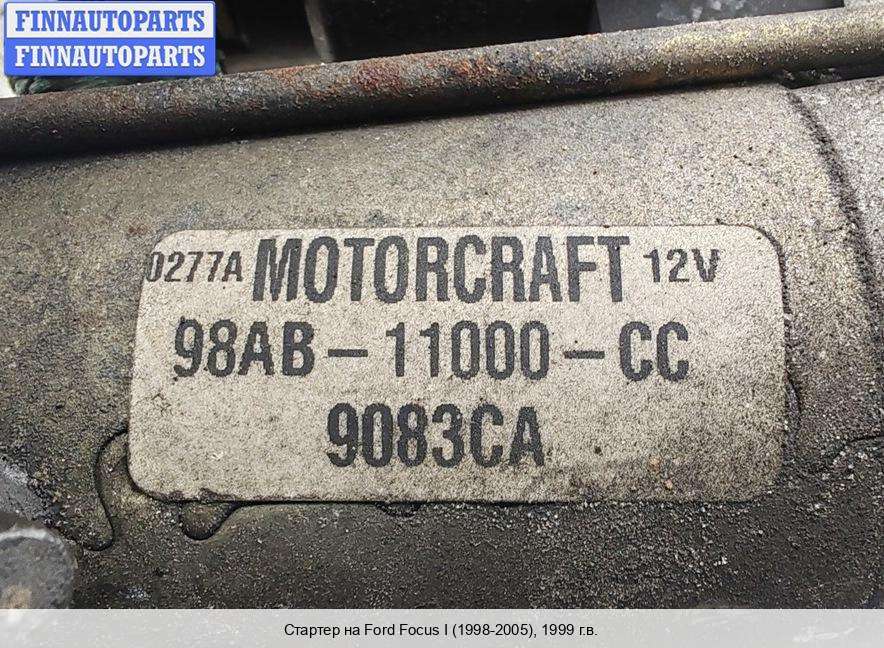 FINNAUTOPARTS
FINNAUTOPARTS
0277A MOTORCRAFT 12V
98AB-11000-CC
9083CA
Стартер на Ford Focus I (1998-2005), 1999 г.в.